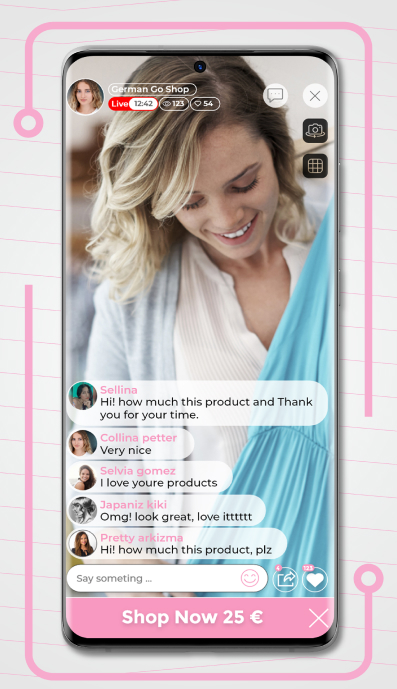 German Go Shop
Live 12:42 123 54
Sellina
Hi! how much this product and Thank
you for your time.
Collina petter
Very nice
Selvia gomez
I love youre products
Japaniz kiki
Omg! look great, love itttttt
Pretty arkizma
Hi! how much this product, plz
Say someting ...
4
123
Shop Now 25 €